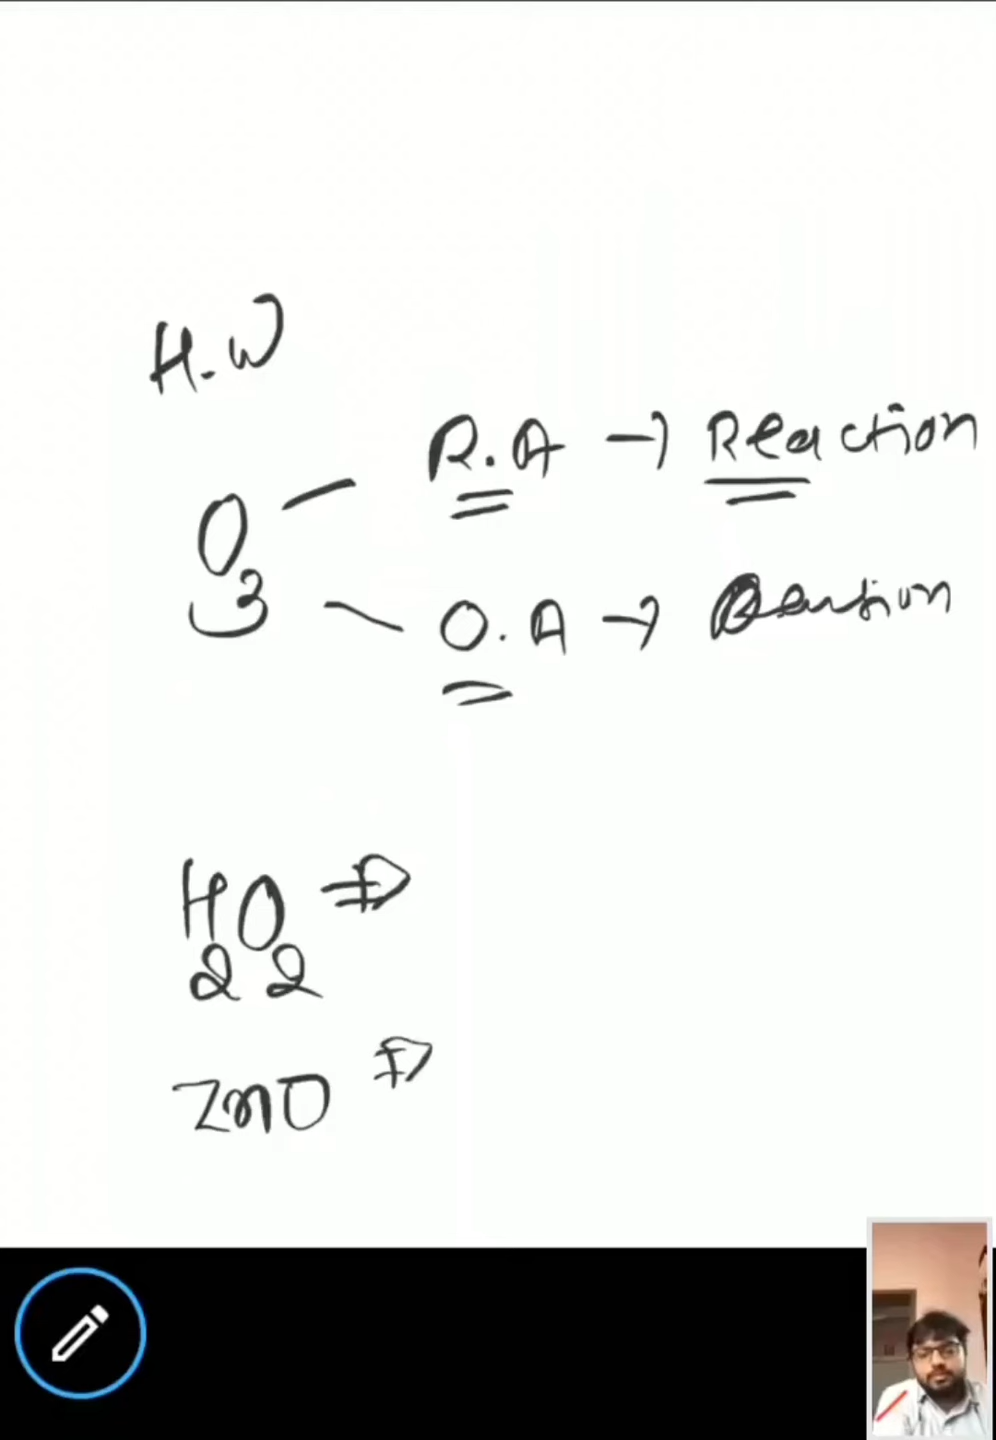 H.W
R.A → Reaction
O3
O.A → Reaction
H2O2 ⇒
ZnO ⇒